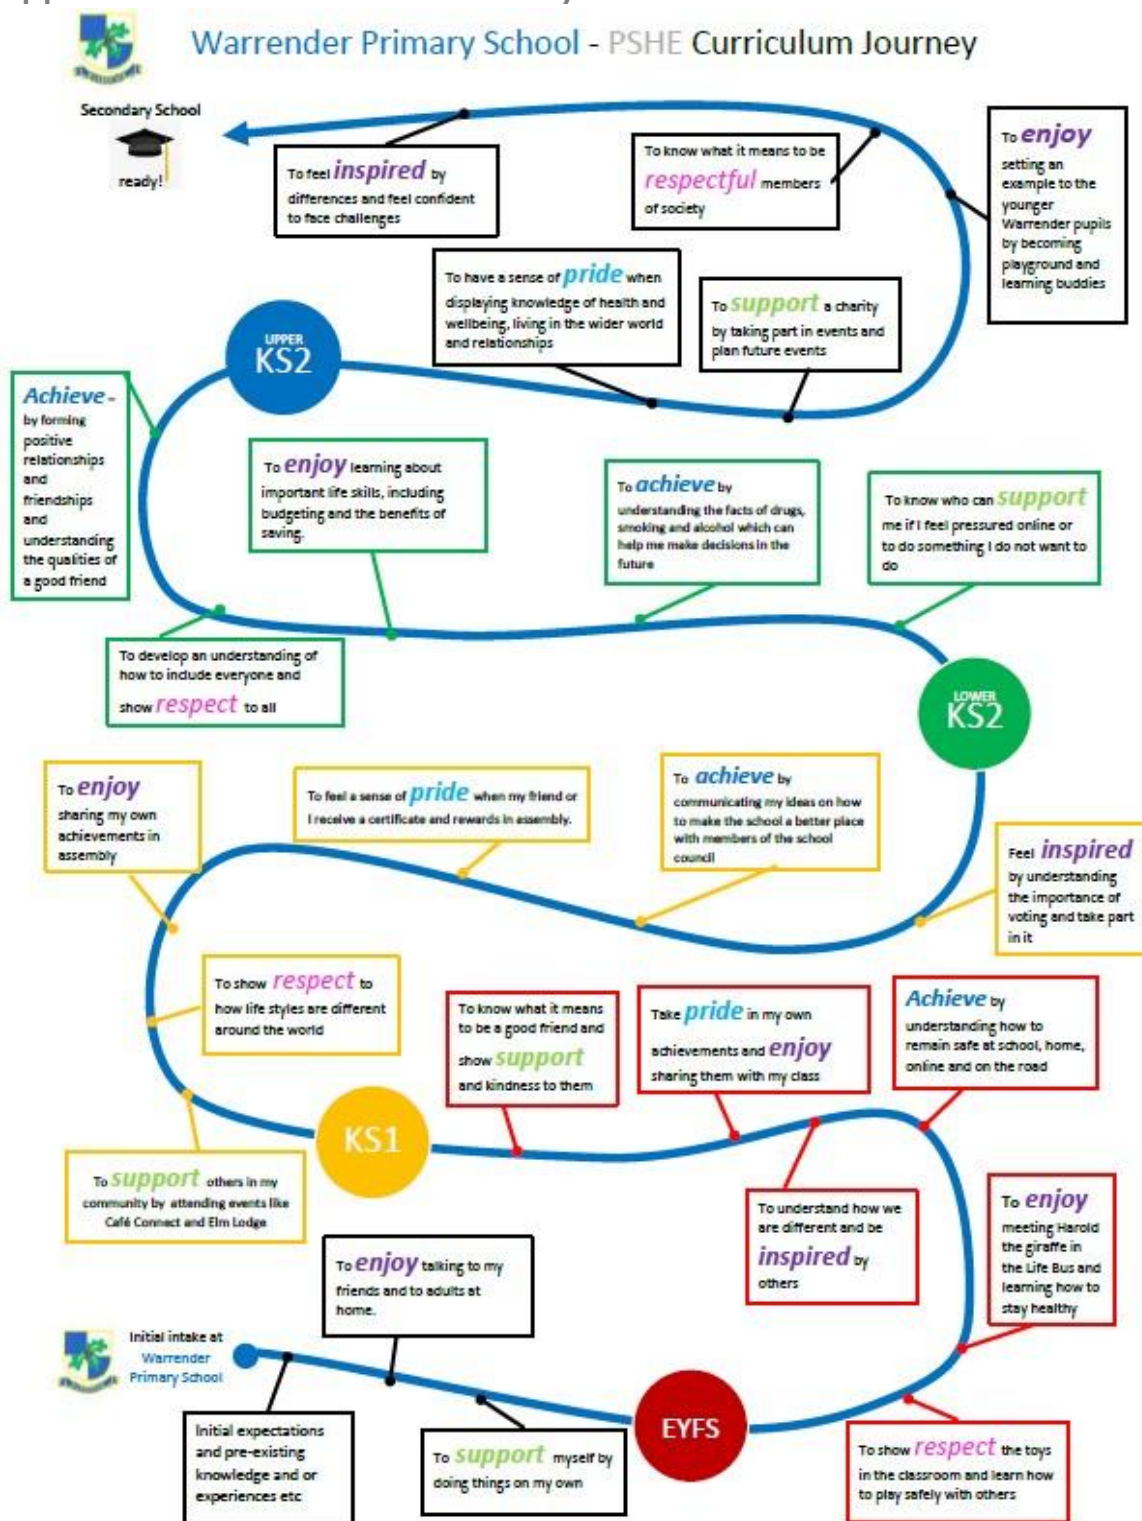 Warrender Primary School - PSHE Curriculum Journey
Secondary School
ready!
To feel inspired by
differences and feel confident
to face challenges
To know what it means to be
respectful members
of society
To enjoy
setting an
example to the
younger
Warrender pupils
by becoming
playground and
learning buddies
To have a sense of pride when
displaying knowledge of health and
wellbeing, living in the wider world
and relationships
To support a charity
by taking part in events and
plan future events
UPPER
KS2
Achieve -
by forming
positive
relationships
and
friendships
and
understanding
the qualities of
a good friend
To enjoy learning about
important life skills, including
budgeting and the benefits of
saving.
To achieve by
understanding the facts of drugs,
smoking and alcohol which can
help me make decisions in the
future
To know who can support
me if I feel pressured online or
to do something I do not want to
do
To develop an understanding of
how to include everyone and
show respect to all
LOWER
KS2
To enjoy
sharing my own
achievements in
assembly
To feel a sense of pride when my friend or
I receive a certificate and rewards in assembly.
To achieve by
communicating my ideas on how
to make the school a better place
with members of the school
council
Feel inspired
by understanding
the importance of
voting and take part
in it
To show respect to
how life styles are different
around the world
To know what it means
to be a good friend and
show support
and kindness to them
Take pride in my own
achievements and enjoy
sharing them with my class
Achieve by
understanding how to
remain safe at school, home,
online and on the road
KS1
To support others in my
community by attending events like
Café Connect and Elm Lodge
To understand how we
are different and be
inspired by
others
To enjoy
meeting Harold
the giraffe in
the Life Bus and
learning how to
stay healthy
To enjoy talking to my
friends and to adults at
home.
Initial intake at
Warrender
Primary School
EYFS
Initial expectations
and pre-existing
knowledge and or
experiences etc
To support myself by
doing things on my own
To show respect the toys
in the classroom and learn how
to play safely with others